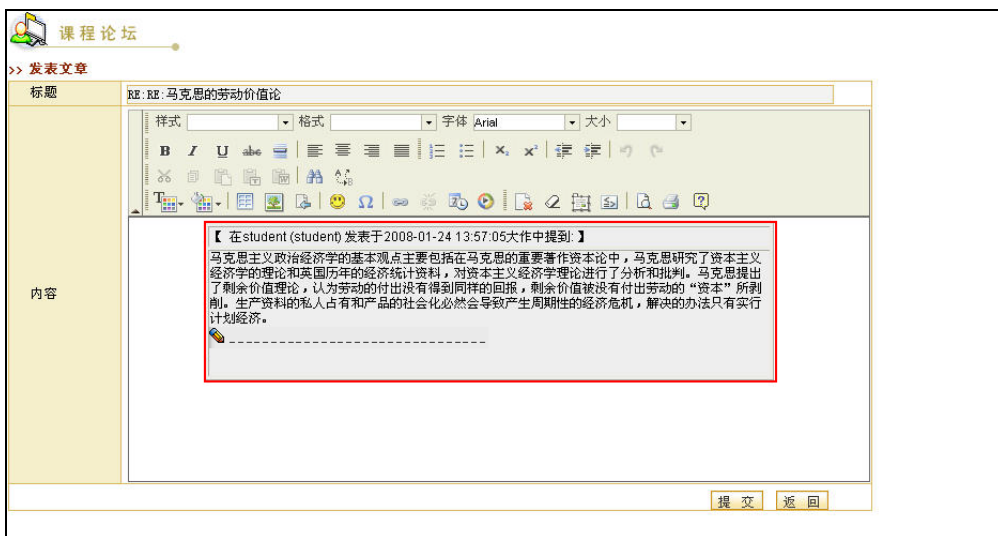 课程论坛
>> 发表文章
标题
RE:RE:马克思的劳动价值论
样式 格式 字体 Arial 大小
内容
【 在student (student) 发表于2008-01-24 13:57:05大作中提到: 】
马克思主义政治经济学的基本观点主要包括在马克思的重要著作资本论中，马克思研究了资本主义
经济学的理论和英国历年的经济统计资料，对资本主义经济学理论进行了分析和批判。马克思提出
了剩余价值理论，认为劳动的付出没有得到同样的回报，剩余价值被没有付出劳动的“资本”所剥
削。生产资料的私人占有和产品的社会化必然会导致产生周期性的经济危机，解决的办法只有实行
计划经济。
提 交 返 回